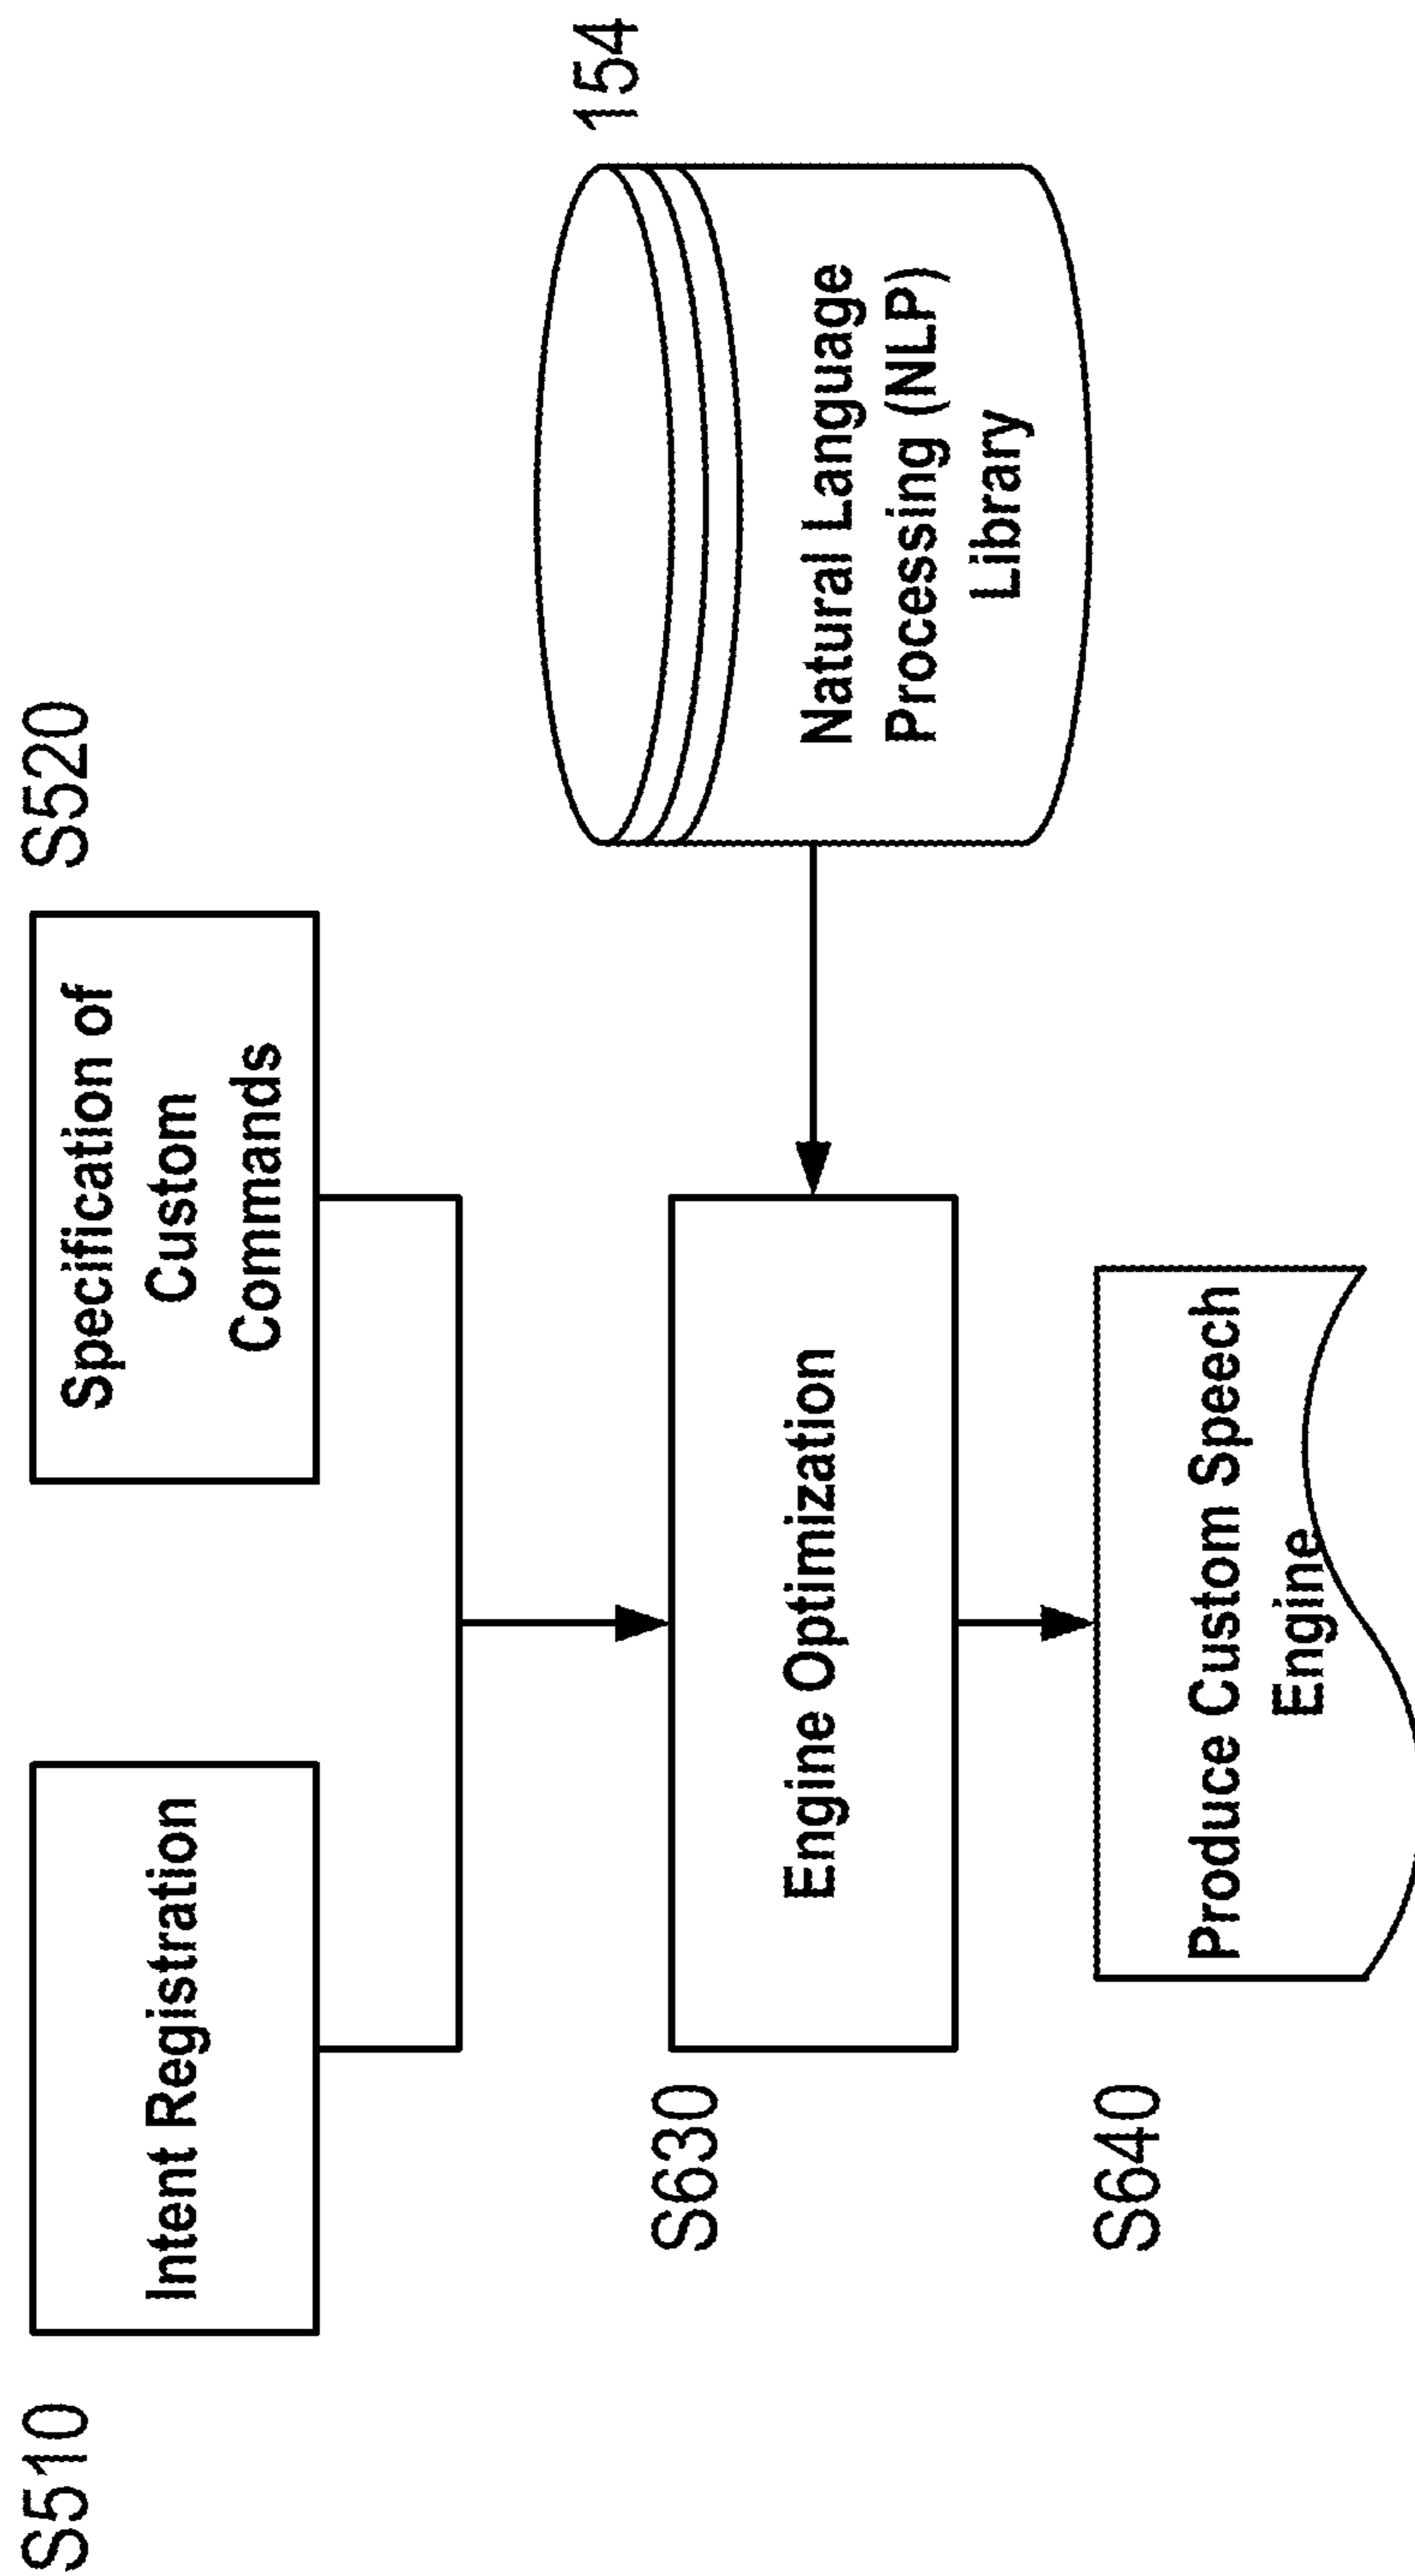 S510
Intent Registration
Specification of
Custom
Commands
S520
S630
Engine Optimization
154
Natural Language
Processing (NLP)
Library
S640
Produce Custom Speech
Engine